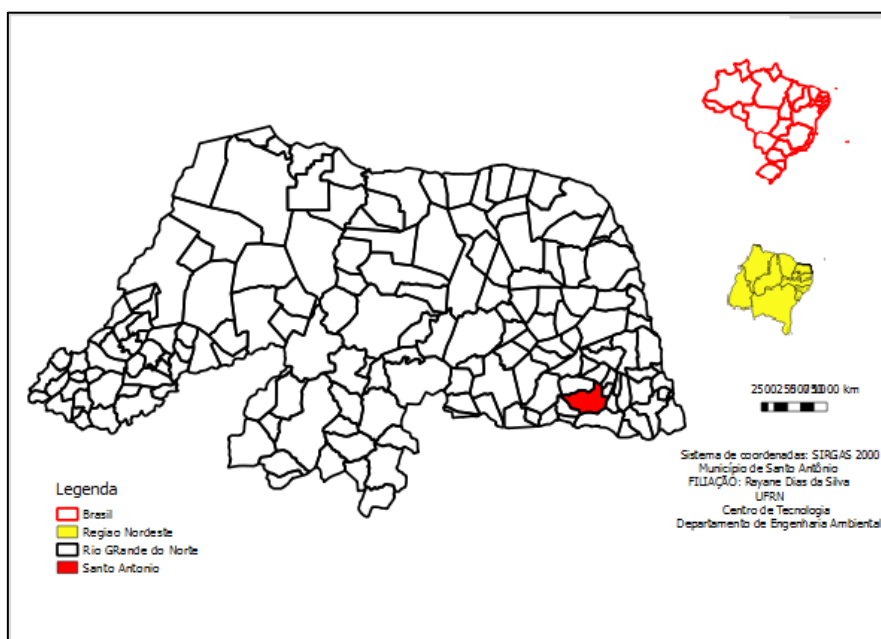 km
Sistema de coordenadas: SIRGAS 2000
Município de Santo Antônio
FILIAÇÃO: Rayane Dias da Silva
UFRN
Centro de Tecnologia
Departamento de Engenharia Ambiental
Legenda
Brasil
Regiao Nordeste
Rio GRande do Norte
Santo Antonio